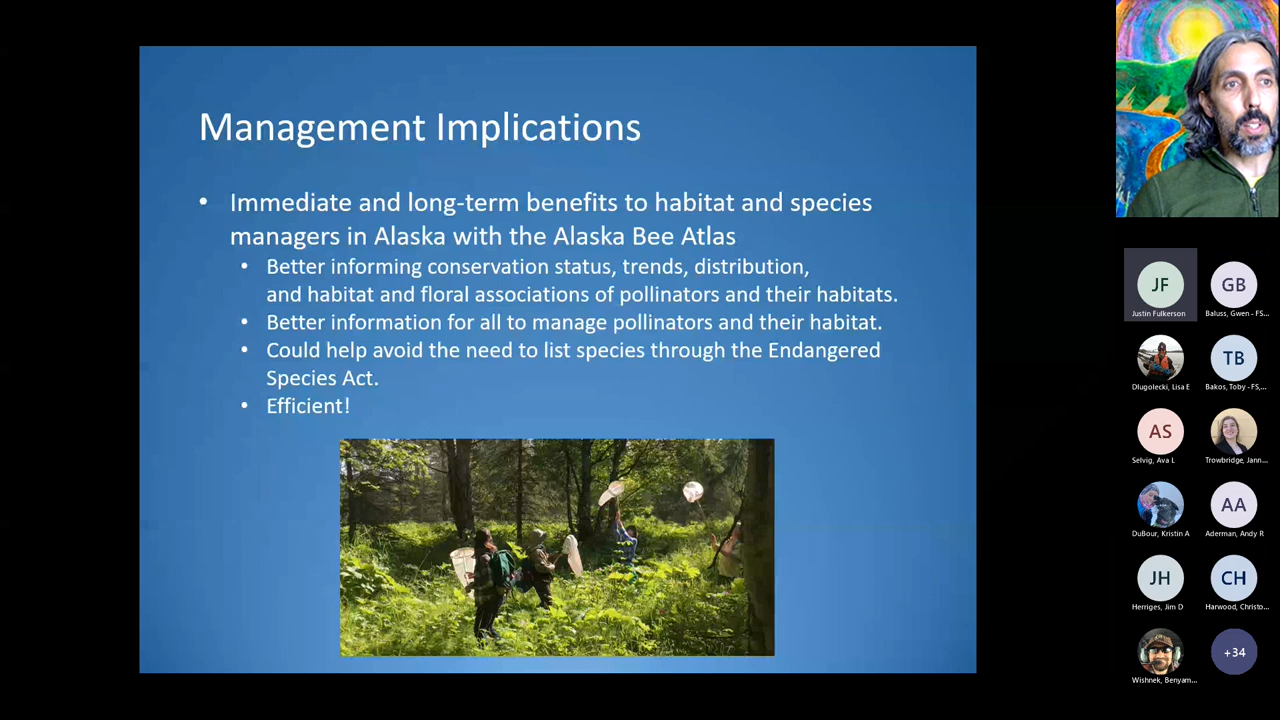 Management Implications
• Immediate and long-term benefits to habitat and species
managers in Alaska with the Alaska Bee Atlas
• Better informing conservation status, trends, distribution,
and habitat and floral associations of pollinators and their habitats.
• Better information for all to manage pollinators and their habitat.
• Could help avoid the need to list species through the Endangered
Species Act.
• Efficient!
JF
Justin Fulkerson
GB
Baluss, Gwen - FS...
Dlugolecki, Lisa E
TB
Bakos, Toby - FS,...
AS
Selvig, Ava L
Trowbridge, Jann...
DuBour, Kristin A
AA
Aderman, Andy R
JH
Herriges, Jim D
CH
Harwood, Christo...
Wishnek, Benyam...
+34